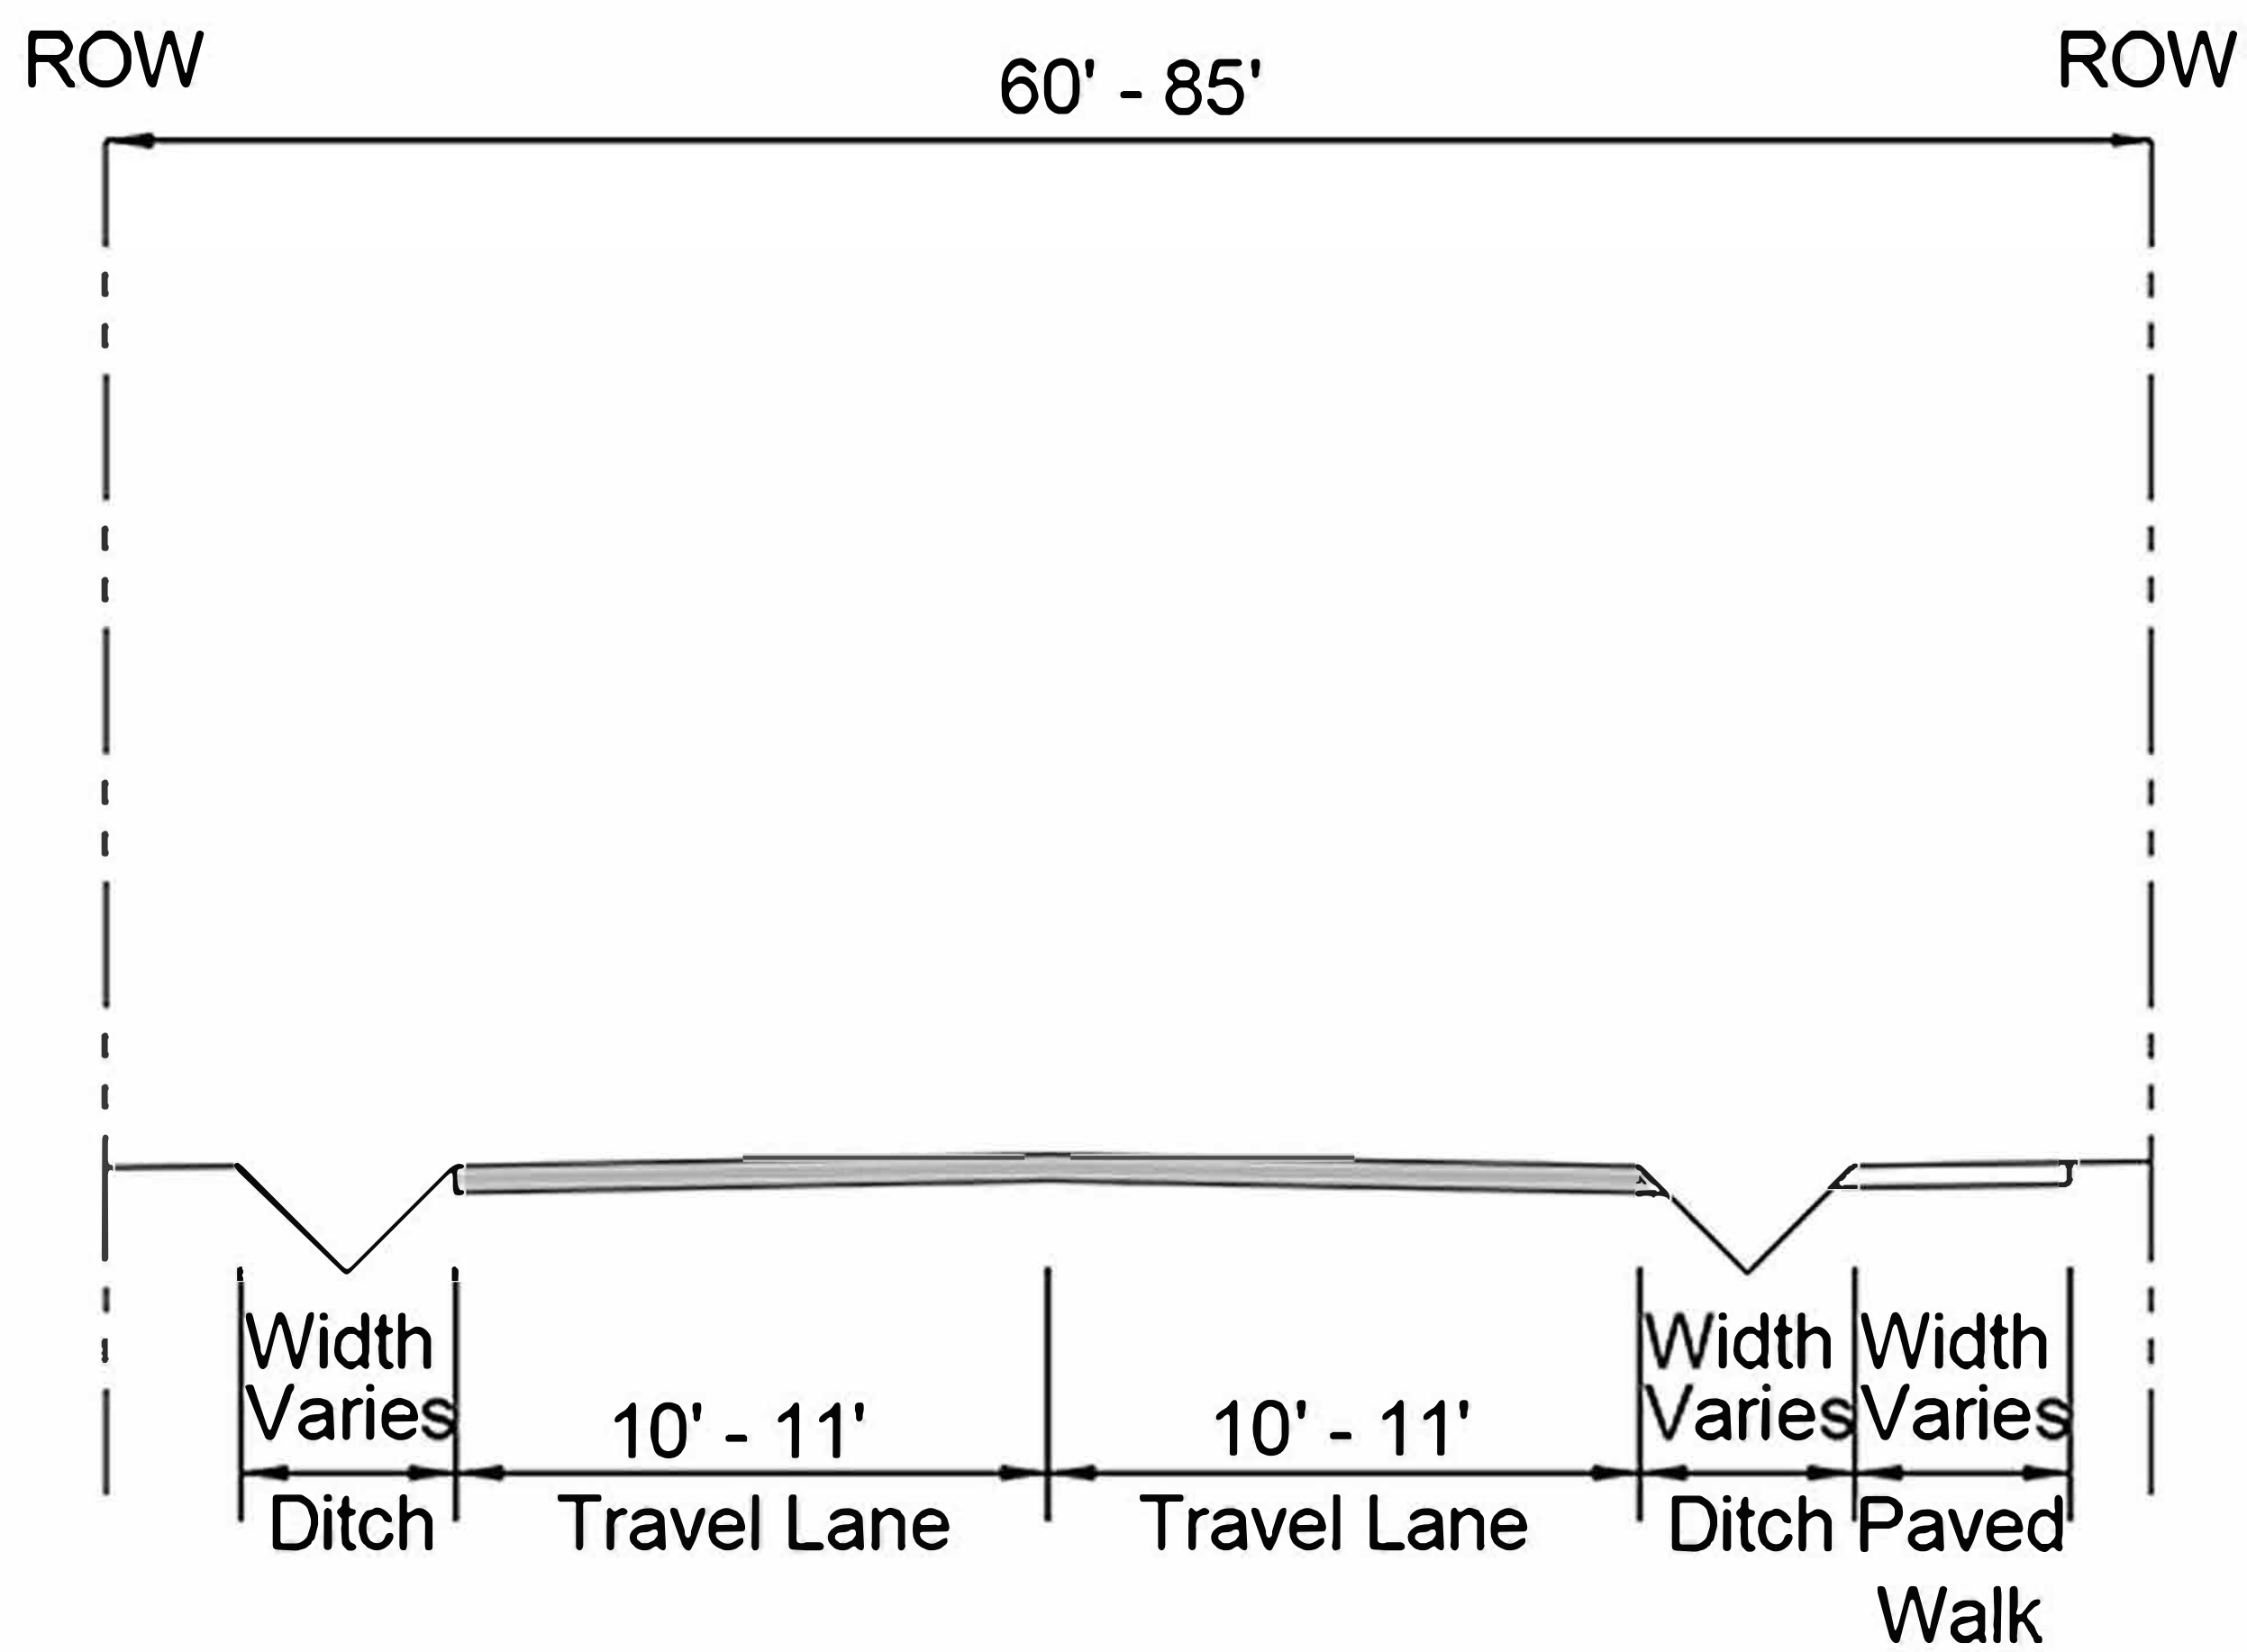 ROW
ROW
60' - 85'
Width
Varies
10' - 11'
10' - 11'
Width
Varies
Width
Varies
Ditch
Travel Lane
Travel Lane
Ditch
Paved
Walk